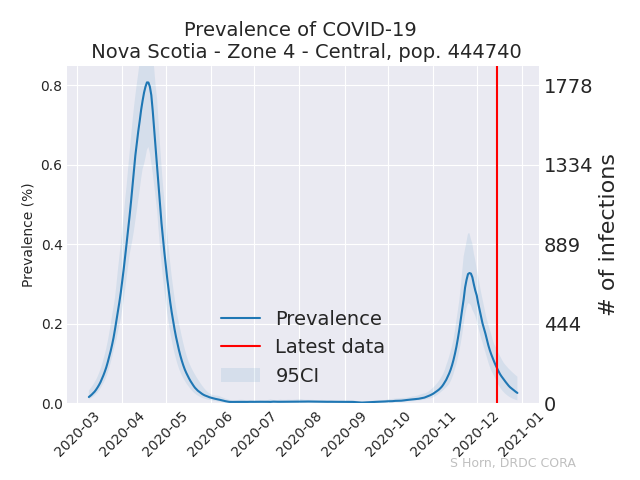 Prevalence of COVID-19
Nova Scotia - Zone 4 - Central, pop. 444740
0.8
0.6
0.4
0.2
0.0
Prevalence (%)
1778
1334
889
444
0
# of infections
Prevalence
Latest data
95CI
2020-03
2020-04
2020-05
2020-06
2020-07
2020-08
2020-09
2020-10
2020-11
2020-12
2021-01
S Horn, DRDC CORA